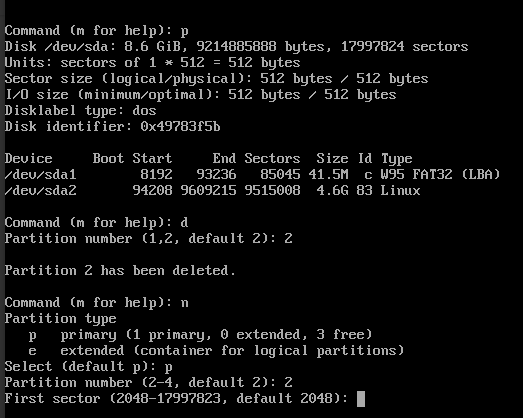 Command (m for help): p
Disk /dev/sda: 8.6 GiB, 9214885888 bytes, 17997824 sectors
Units: sectors of 1 * 512 = 512 bytes
Sector size (logical/physical): 512 bytes / 512 bytes
I/O size (minimum/optimal): 512 bytes / 512 bytes
Disklabel type: dos
Disk identifier: 0x49783f5b

Device     Boot Start     End Sectors  Size Id Type
/dev/sda1        8192   93236   85045 41.5M  c W95 FAT32 (LBA)
/dev/sda2       94208 9609215 9515008  4.6G 83 Linux

Command (m for help): d
Partition number (1,2, default 2): 2

Partition 2 has been deleted.

Command (m for help): n
Partition type
   p   primary (1 primary, 0 extended, 3 free)
   e   extended (container for logical partitions)
Select (default p): p
Partition number (2-4, default 2): 2
First sector (2048-17997823, default 2048):